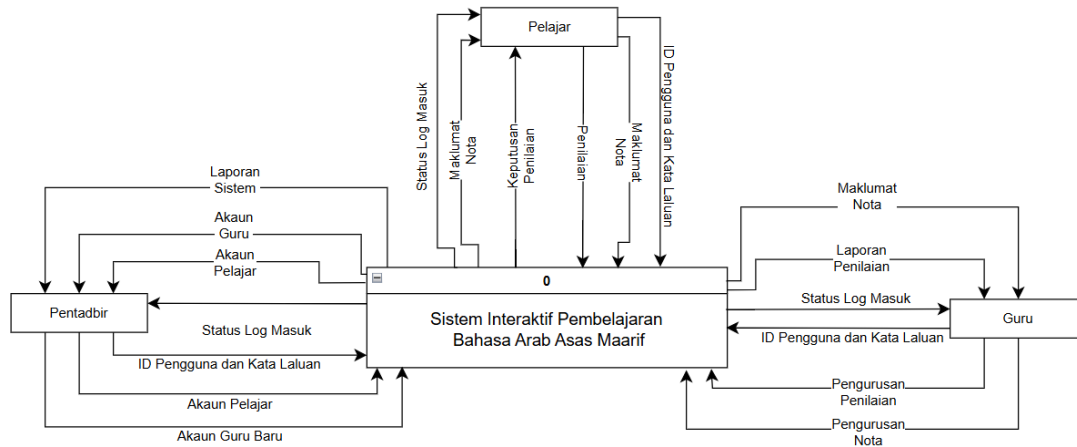 Pelajar
Status Log Masuk
Maklumat
Nota
Keputusan
Penilaian
Penilaian
Maklumat
Nota
ID Pengguna dan Kata Laluan
Laporan
Sistem
Akaun
Guru
Akaun
Pelajar
Pentadbir
Status Log Masuk
ID Pengguna dan Kata Laluan
Akaun Pelajar
Akaun Guru Baru
0
Sistem Interaktif Pembelajaran
Bahasa Arab Asas Maarif
Maklumat
Nota
Laporan
Penilaian
Status Log Masuk
Guru
ID Pengguna dan Kata Laluan
Pengurusan
Penilaian
Pengurusan
Nota